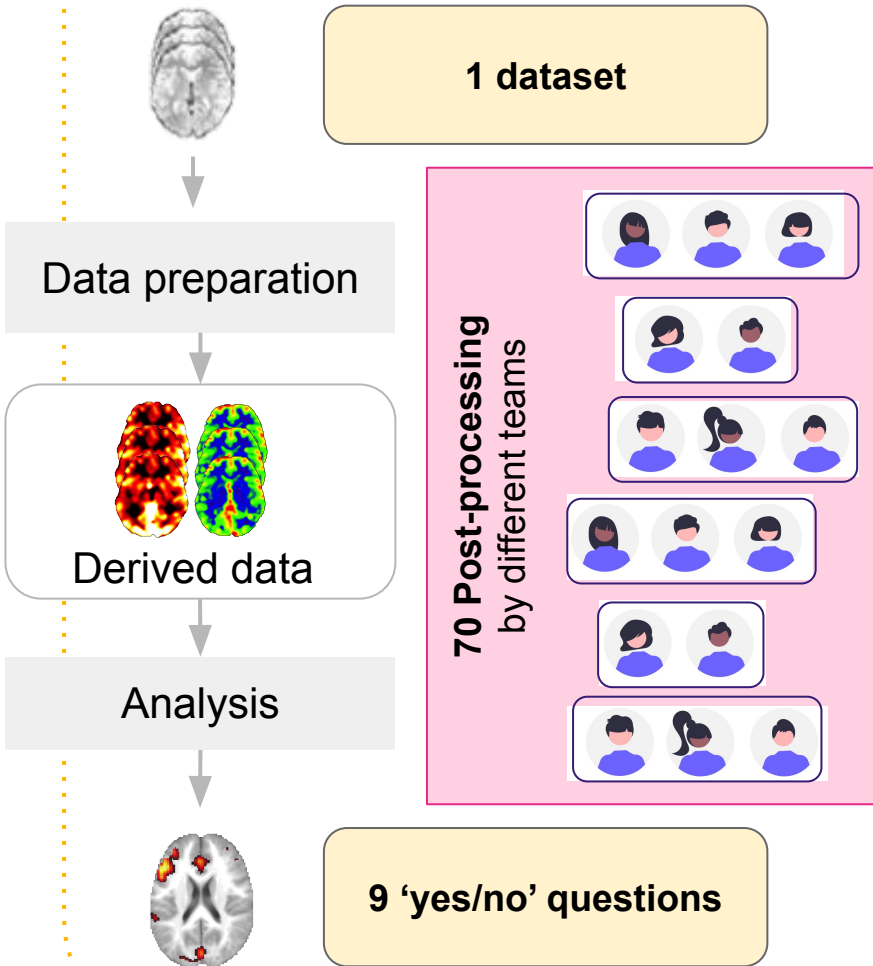 1 dataset
Data preparation
70 Post-processing
by different teams
Derived data
Analysis
9 ‘yes/no’ questions